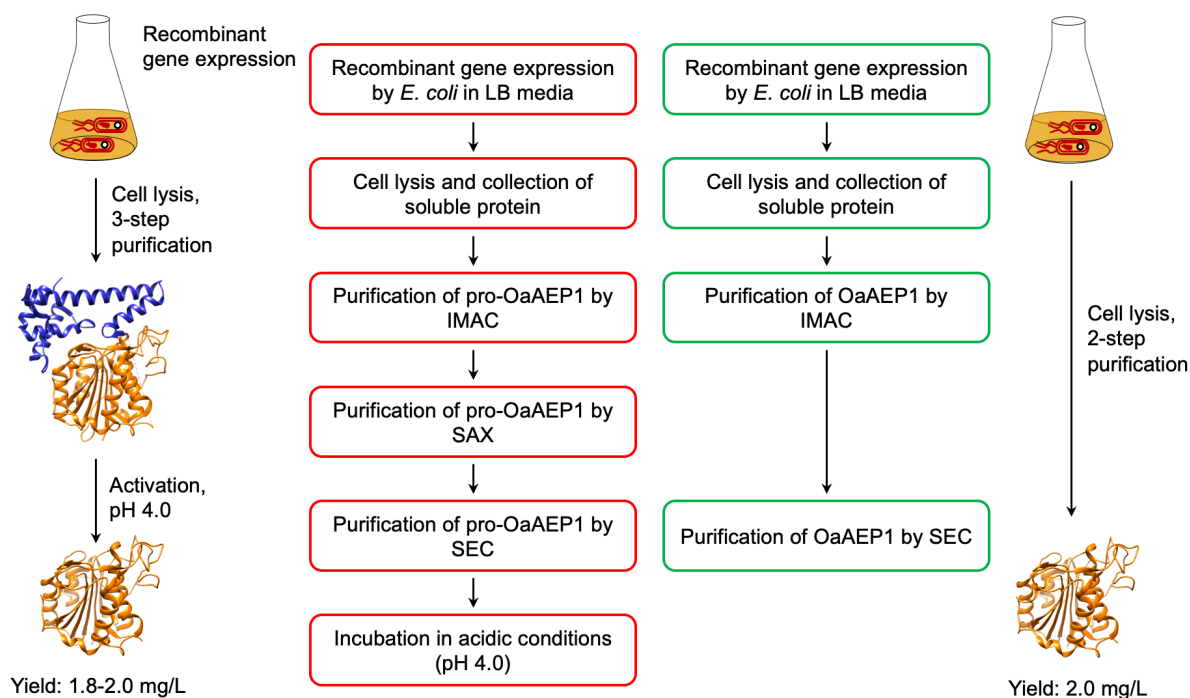 Recombinant
gene expression
Cell lysis,
3-step
purification
Activation,
pH 4.0
Yield: 1.8-2.0 mg/L
Recombinant gene expression
by E. coli in LB media
Cell lysis and collection of
soluble protein
Purification of pro-OaAEP1 by
IMAC
Purification of pro-OaAEP1 by
SAX
Purification of pro-OaAEP1 by
SEC
Incubation in acidic conditions
(pH 4.0)
Recombinant gene expression
by E. coli in LB media
Cell lysis and collection of
soluble protein
Purification of OaAEP1 by
IMAC
Purification of OaAEP1 by SEC
Cell lysis,
2-step
purification
Yield: 2.0 mg/L